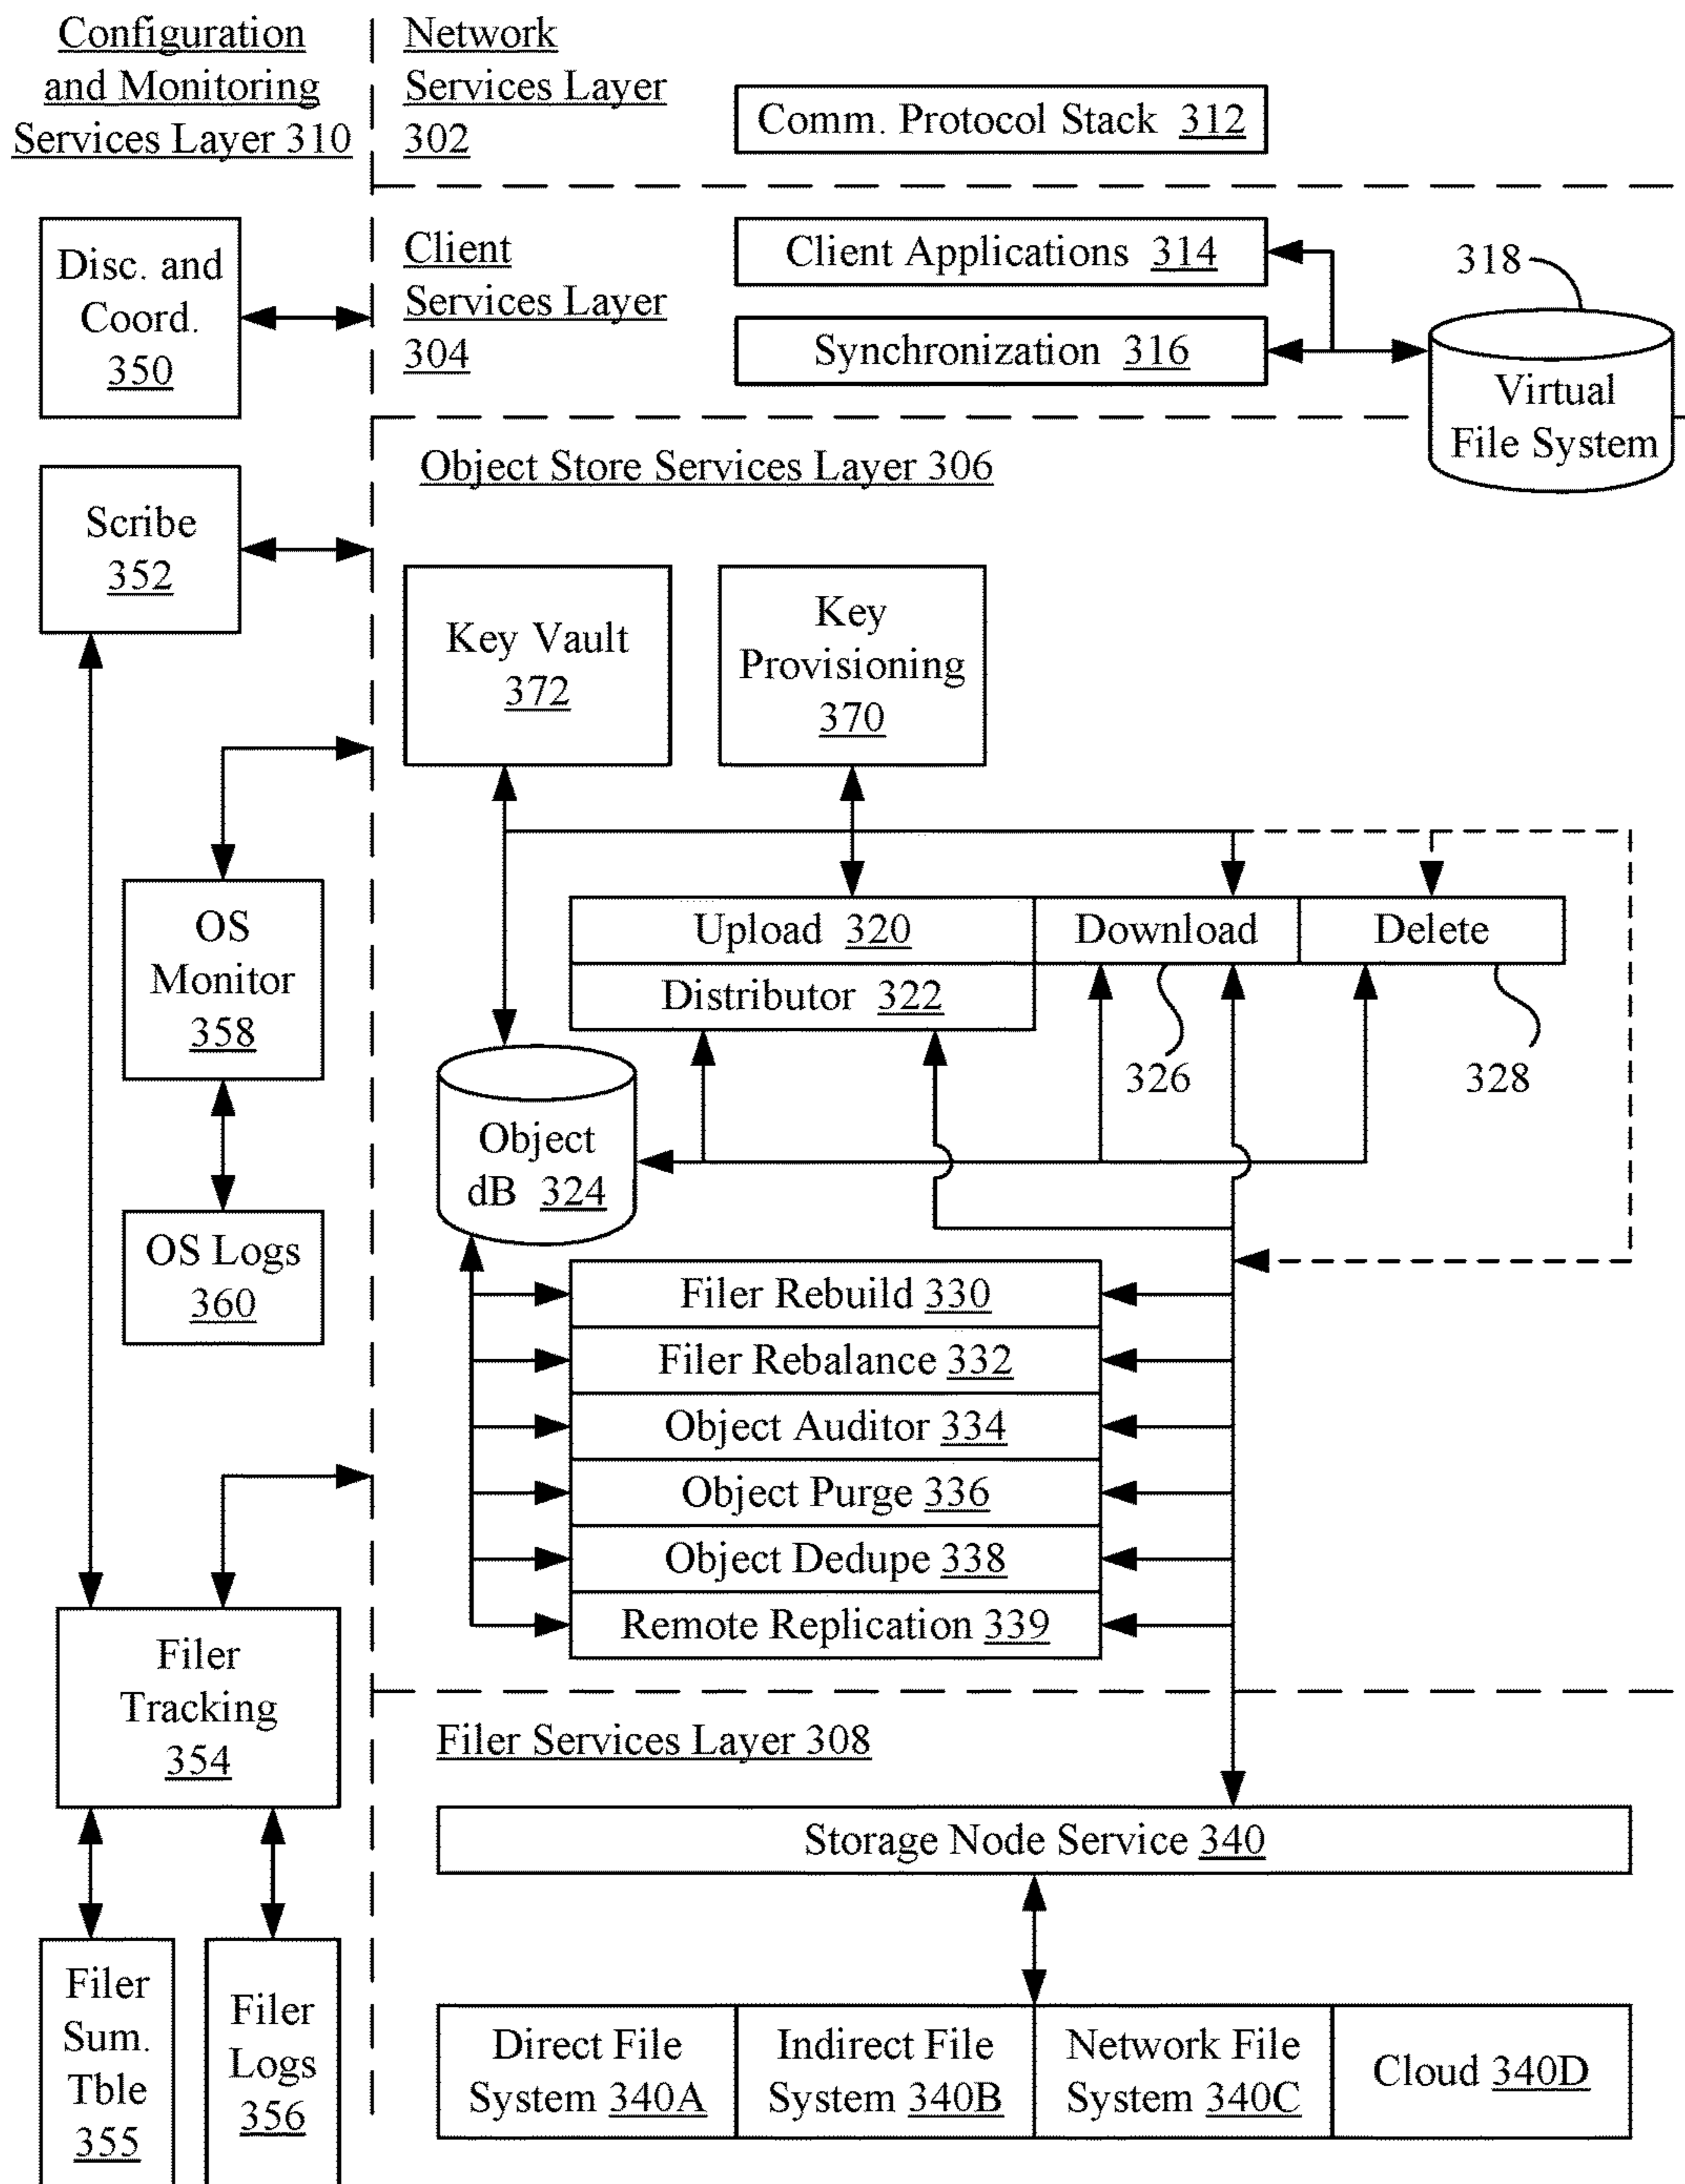 Configuration
and Monitoring
Services Layer 310
Network
Services Layer
302
Comm. Protocol Stack 312
Disc. and
Coord.
350
Client
Services Layer
304
Client Applications 314
Synchronization 316
318
Virtual
File System
Object Store Services Layer 306
Scribe
352
Key Vault
372
Key
Provisioning
370
OS
Monitor
358
Upload 320
Download
Delete
Distributor 322
326
328
Object
dB 324
OS Logs
360
Filer Rebuild 330
Filer Rebalance 332
Object Auditor 334
Object Purge 336
Object Dedupe 338
Remote Replication 339
Filer
Tracking
354
Filer Services Layer 308
Storage Node Service 340
Filer
Sum.
Tble
355
Filer
Logs
356
Direct File
System 340A
Indirect File
System 340B
Network File
System 340C
Cloud 340D